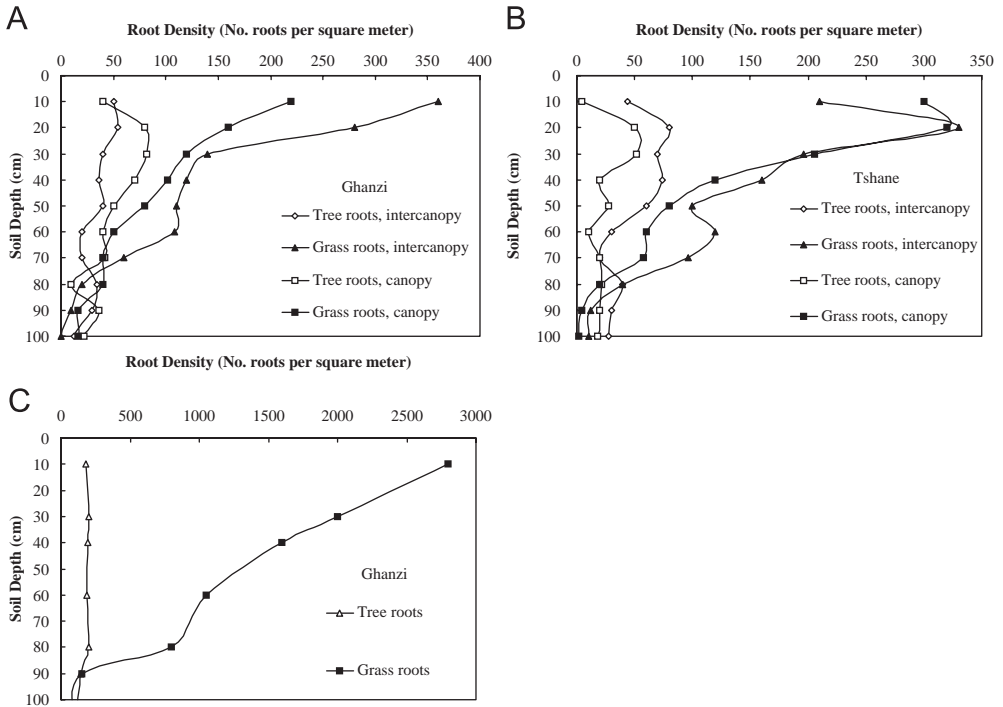 A
Root Density (No. roots per square meter)
0 50 100 150 200 250 300 350 400
Soil Depth (cm)
0
10
20
30
40
50
60
70
80
90
100
Ghanzi
Tree roots, intercanopy
Grass roots, intercanopy
Tree roots, canopy
Grass roots, canopy
B
Root Density (No. roots per square meter)
0 50 100 150 200 250 300 350
Soil Depth (cm)
0
10
20
30
40
50
60
70
80
90
100
Tshane
Tree roots, intercanopy
Grass roots, intercanopy
Tree roots, canopy
Grass roots, canopy
C
Root Density (No. roots per square meter)
0 500 1000 1500 2000 2500 3000
Soil Depth (cm)
0
10
20
30
40
50
60
70
80
90
100
Ghanzi
Tree roots
Grass roots